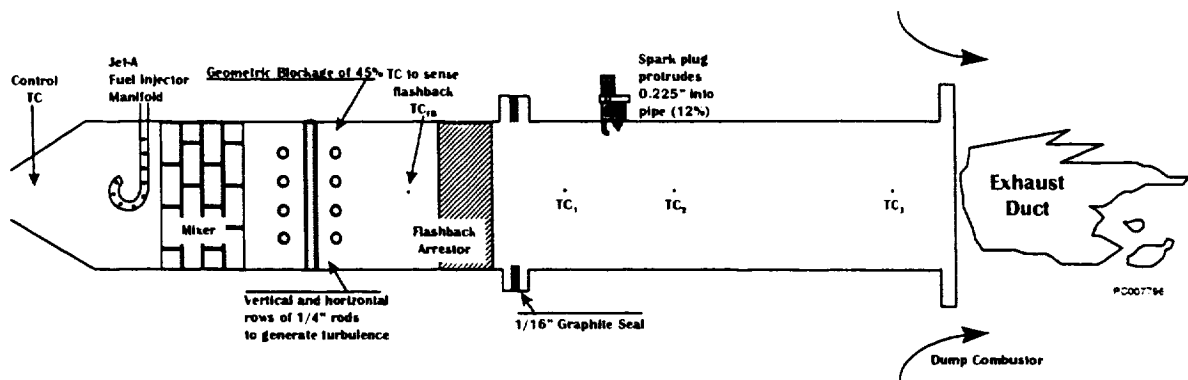 Control
TC
Jet-A
Fuel Injector
Manifold
Geometric Blockage of 45%
TC to sense
flashback
TCFB
Spark plug
protrudes
0.225" into
pipe (12%)
Mixer
Flashback
Arrestor
TC1
TC2
TC3
Exhaust
Duct
Vertical and horizontal
rows of 1/4" rods
to generate turbulence
1/16" Graphite Seal
PC007796
Dump Combustor